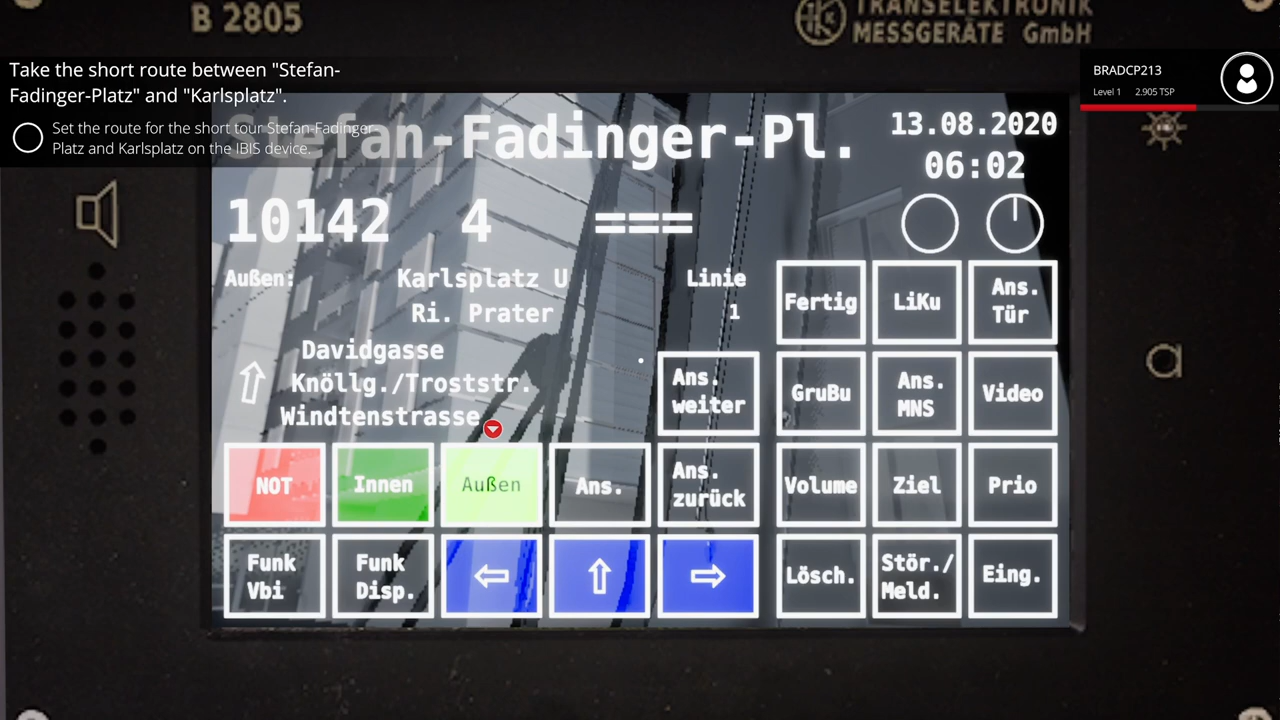 B 2805
TRANSELEKTRONIK
MESSGERÄTE GmbH
Take the short route between "Stefan-
Fadinger-Platz" and "Karlsplatz".
Set the route for the short tour Stefan-Fadinger-
Platz and Karlsplatz on the IBIS device.
BRADCP213
Level 1 2.905 TSP
Stefan-Fadinger-Pl.
13.08.2020
06:02
10142 4 ===
Außen: Karlsplatz U
Ri. Prater
Linie
1
Davidgasse
Knöllg./Troststr.
Windtenstrasse
Fertig LiKu Ans. Tür
Ans. weiter GruBu Ans. MNS Video
NOT Innen Außen Ans. Ans. zurück Volume Ziel Prio
Funk Vbi Funk Disp. Lösch. Stör./ Meld. Eing.